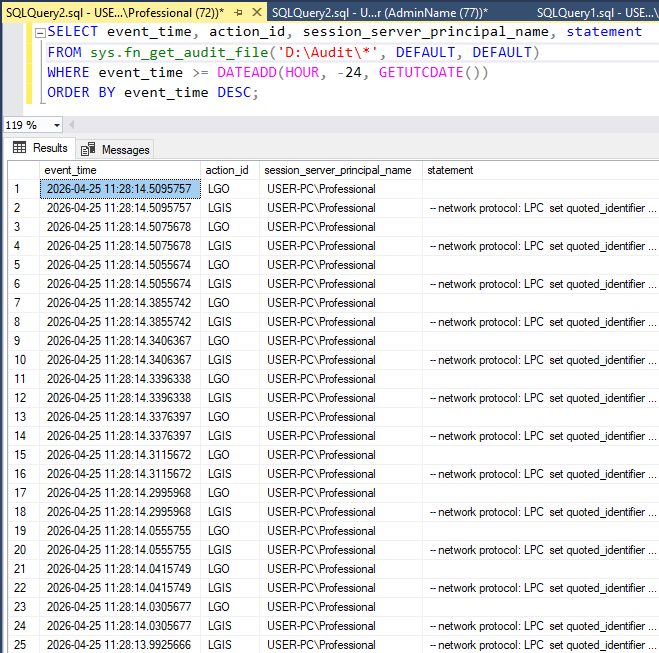 SQLQuery2.sql - USE...\Professional (72))* SQLQuery2.sql - U...r (AdminName (77))* SQLQuery1.sql - USE...\
SELECT event_time, action_id, session_server_principal_name, statement
FROM sys.fn_get_audit_file('D:\Audit\*', DEFAULT, DEFAULT)
WHERE event_time >= DATEADD(HOUR, -24, GETUTCDATE())
ORDER BY event_time DESC;
119 %
Results Messages
event_time action_id session_server_principal_name statement
1 2026-04-25 11:28:14.5095757 LGO USER-PC\Professional
2 2026-04-25 11:28:14.5095757 LGIS USER-PC\Professional -- network protocol: LPC set quoted_identifier ...
3 2026-04-25 11:28:14.5075678 LGO USER-PC\Professional
4 2026-04-25 11:28:14.5075678 LGIS USER-PC\Professional -- network protocol: LPC set quoted_identifier ...
5 2026-04-25 11:28:14.5055674 LGO USER-PC\Professional
6 2026-04-25 11:28:14.5055674 LGIS USER-PC\Professional -- network protocol: LPC set quoted_identifier ...
7 2026-04-25 11:28:14.3855742 LGO USER-PC\Professional
8 2026-04-25 11:28:14.3855742 LGIS USER-PC\Professional -- network protocol: LPC set quoted_identifier ...
9 2026-04-25 11:28:14.3406367 LGO USER-PC\Professional
10 2026-04-25 11:28:14.3406367 LGIS USER-PC\Professional -- network protocol: LPC set quoted_identifier ...
11 2026-04-25 11:28:14.3396338 LGO USER-PC\Professional
12 2026-04-25 11:28:14.3396338 LGIS USER-PC\Professional -- network protocol: LPC set quoted_identifier ...
13 2026-04-25 11:28:14.3376397 LGO USER-PC\Professional
14 2026-04-25 11:28:14.3376397 LGIS USER-PC\Professional -- network protocol: LPC set quoted_identifier ...
15 2026-04-25 11:28:14.3115672 LGO USER-PC\Professional
16 2026-04-25 11:28:14.3115672 LGIS USER-PC\Professional -- network protocol: LPC set quoted_identifier ...
17 2026-04-25 11:28:14.2995968 LGO USER-PC\Professional
18 2026-04-25 11:28:14.2995968 LGIS USER-PC\Professional -- network protocol: LPC set quoted_identifier ...
19 2026-04-25 11:28:14.0555755 LGO USER-PC\Professional
20 2026-04-25 11:28:14.0555755 LGIS USER-PC\Professional -- network protocol: LPC set quoted_identifier ...
21 2026-04-25 11:28:14.0415749 LGO USER-PC\Professional
22 2026-04-25 11:28:14.0415749 LGIS USER-PC\Professional -- network protocol: LPC set quoted_identifier ...
23 2026-04-25 11:28:14.0305677 LGO USER-PC\Professional
24 2026-04-25 11:28:14.0305677 LGIS USER-PC\Professional -- network protocol: LPC set quoted_identifier ...
25 2026-04-25 11:28:13.9925666 LGIS USER-PC\Professional -- network protocol: LPC set quoted_identifier ...